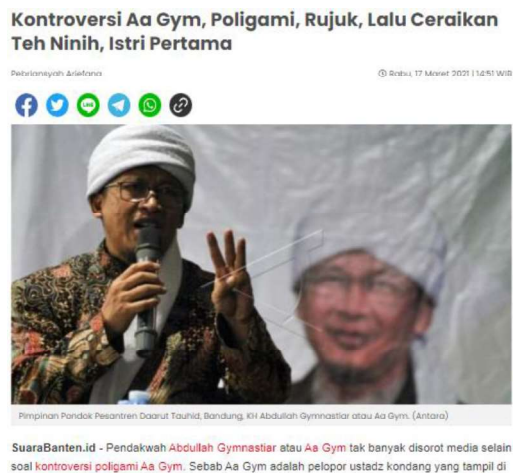 Kontroversi Aa Gym, Poligami, Rujuk, Lalu Ceraikan
Teh Ninih, Istri Pertama
Pebriansyah Ariefana
Rabu, 17 Maret 2021 | 14:51 WIB
LINE
Pimpinan Pondok Pesantren Daarut Tauhid, Bandung, KH Abdullah Gymnastiar atau Aa Gym. (Antara)
SuaraBanten.id - Pendakwah Abdullah Gymnastiar atau Aa Gym tak banyak disorot media selain
soal kontroversi poligami Aa Gym. Sebab Aa Gym adalah pelopor ustadz kondang yang tampil di